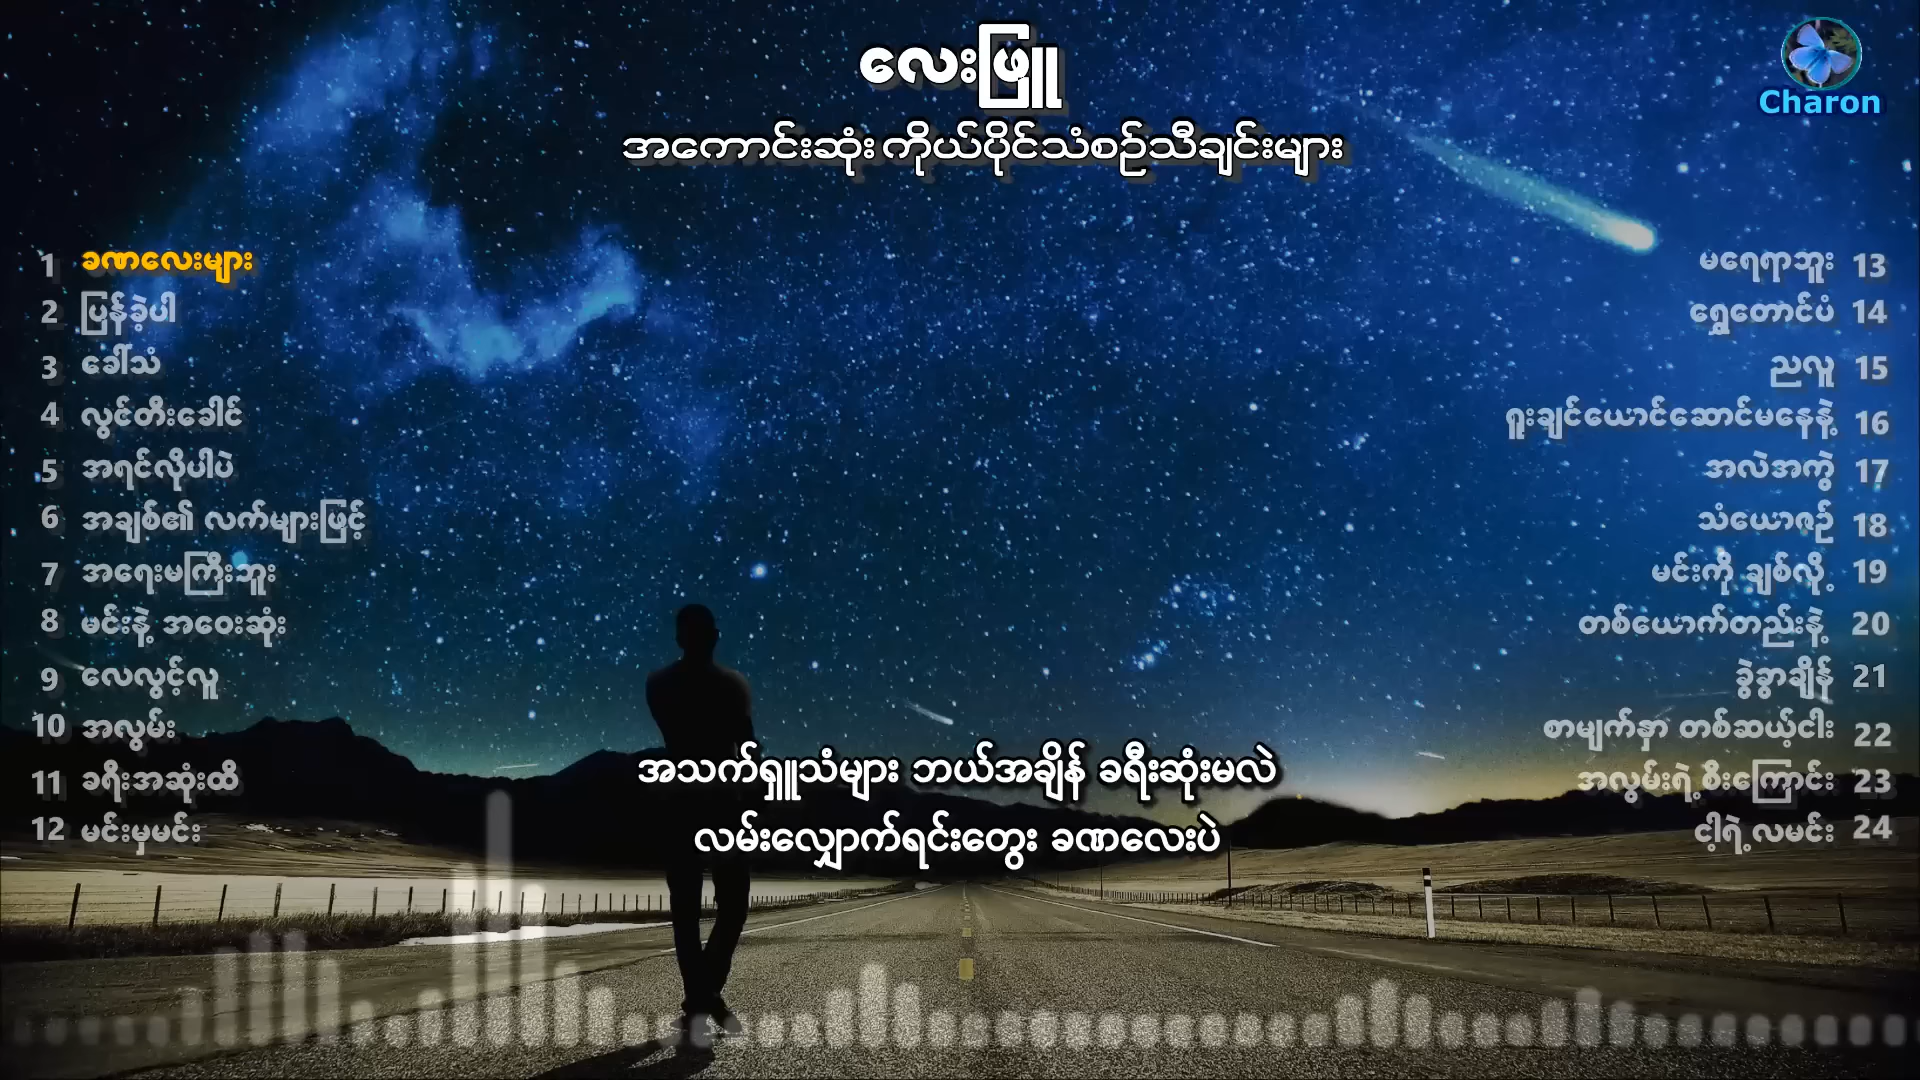 လေးဖြူ
Charon
အကောင်းဆုံး ကိုယ်ပိုင်သံစဉ်သီချင်းများ
1 ခဏလေးများ
2 ပြန်ခဲ့ပါ
3 ခေါ်သံ
4 လွင်တီးခေါင်
5 အရင်လိုပါပဲ
6 အချစ်၏ လက်များဖြင့်
7 အရေးမကြီးဘူး
8 မင်းနဲ့ အဝေးဆုံး
9 လေလွင့်လူ
10 အလွမ်း
11 ခရီးအဆုံးထိ
12 မင်းမှမင်း
မရေရာဘူး 13
ရွှေတောင်ပံ 14
ညလူ 15
ရူးချင်ယောင်ဆောင်မနေနဲ့ 16
အလဲအကွဲ 17
သံယောဇဉ် 18
မင်းကို ချစ်လို့ 19
တစ်ယောက်တည်းနဲ့ 20
ခွဲခွာချိန် 21
စာမျက်နှာ တစ်ဆယ့်ငါး 22
အလွမ်းရဲ့စီးကြောင်း 23
ငါ့ရဲ့လမင်း 24
အသက်ရှူသံများ ဘယ်အချိန် ခရီးဆုံးမလဲ
လမ်းလျှောက်ရင်းတွေး ခဏလေးပဲ